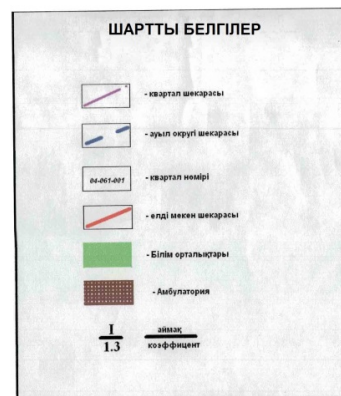 ШАРТТЫ БЕЛГІЛЕР
- квартал шекарасы
- ауыл округі шекарасы
04-061-001 - квартал нөмірі
- елді мекен шекарасы
- Білім орталықтары
- Амбулатория
I аймақ
1.3 коэффицент